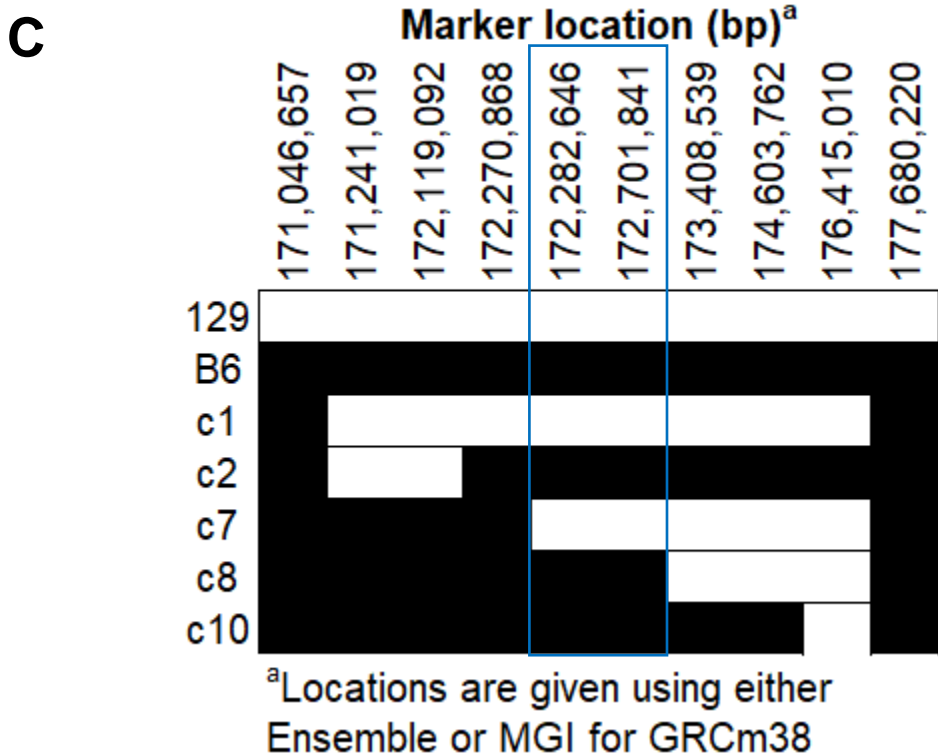 C
Marker location (bp)a
171,046,657
171,241,019
172,119,092
172,270,868
172,282,646
172,701,841
173,408,539
174,603,762
176,415,010
177,680,220
129
B6
c1
c2
c7
c8
c10
aLocations are given using either
Ensemble or MGI for GRCm38